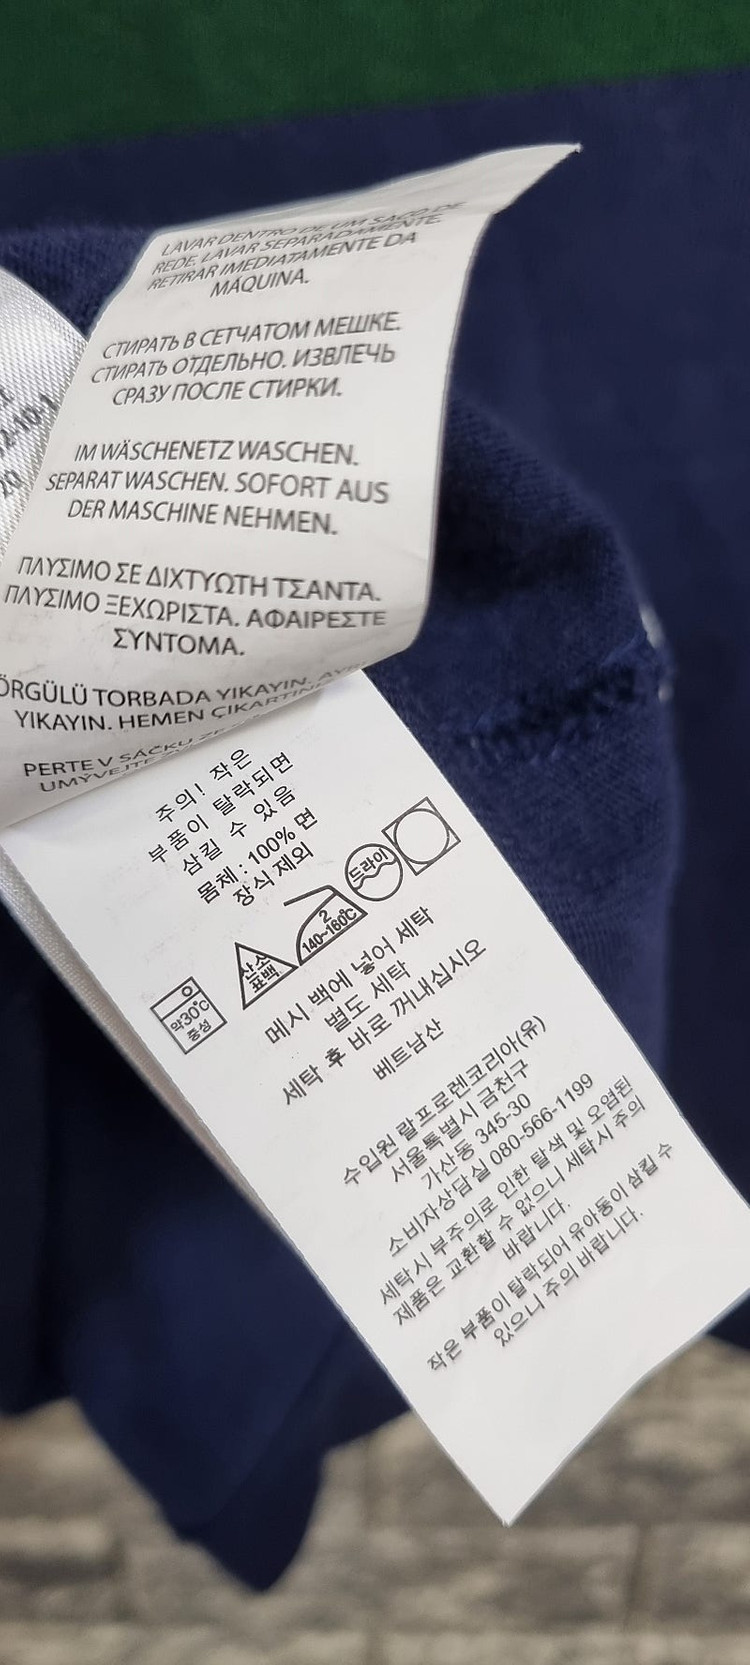 LAVAR DENTRO DE UM SACO DE
REDE. LAVAR SEPARADAMENTE.
RETIRAR IMEDIATAMENTE DA
MÁQUINA.
СТИРАТЬ В СЕТЧАТОМ МЕШКЕ.
СТИРАТЬ ОТДЕЛЬНО. ИЗВЛЕЧЬ
СРАЗУ ПОСЛЕ СТИРКИ.
IM WÄSCHENETZ WASCHEN.
SEPARAT WASCHEN. SOFORT AUS
DER MASCHINE NEHMEN.
ΠΛΥΣΙΜΟ ΣΕ ΔΙΧΤΥΩΤΗ ΤΣΑΝΤΑ.
ΠΛΥΣΙΜΟ ΞΕΧΩΡΙΣΤΑ. ΑΦΑΙΡΕΣΤΕ
ΣΥΝΤΟΜΑ.
ÖRGÜLÜ TORBADA YIKAYIN.
YIKAYIN. HEMEN
PERTE V SÁČKU
주의! 작은
부품이 탈락되면
삼킬 수 있음
몸체 : 100% 면
장식 제외
약30℃
중성
산소
표백
2
140~160℃
드라이
메시 백에 넣어 세탁
별도 세탁
세탁 후 바로 꺼내십시오
베트남산
수입원 랄프로렌코리아(유)
서울특별시 금천구
가산동 345-30
소비자상담실 080-566-1199
세탁시 부주의로 인한 탈색 및 오염된
제품은 교환할 수 없으니 세탁시 주의
바랍니다.
작은 부품이 탈락되어 유아동이 삼킬 수
있으니 주의 바랍니다.